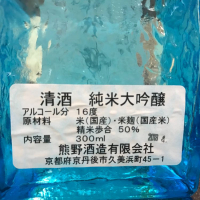 清酒 純米大吟醸
アルコール分 16度
原材料 米(国産)・米麹(国産米)
精米歩合 50%
内容量 300ml
熊野酒造有限会社
京都府京丹後市久美浜町45-1